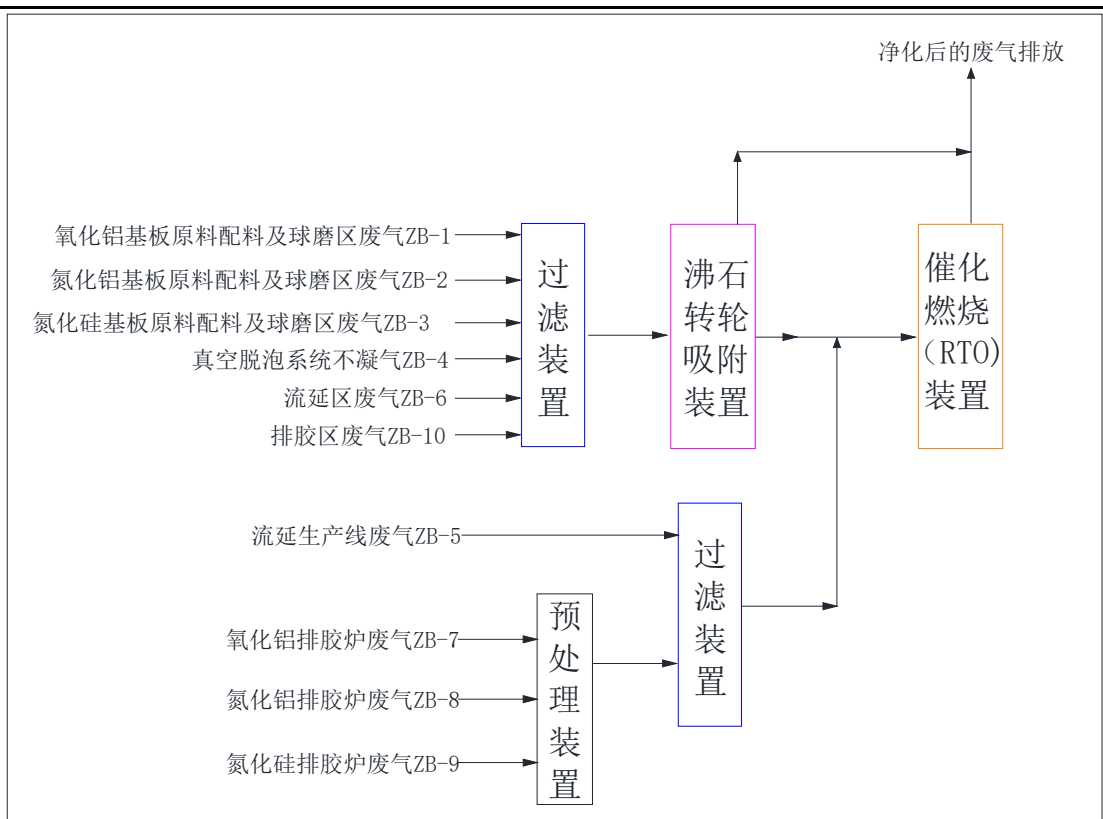 净化后的废气排放
氧化铝基板原料配料及球磨区废气ZB-1
氮化铝基板原料配料及球磨区废气ZB-2
氮化硅基板原料配料及球磨区废气ZB-3
真空脱泡系统不凝气ZB-4
流延区废气ZB-6
排胶区废气ZB-10
过滤装置
沸石
转轮
吸附
装置
催化
燃烧
(RTO)
装置
流延生产线废气ZB-5
氧化铝排胶炉废气ZB-7
氮化铝排胶炉废气ZB-8
氮化硅排胶炉废气ZB-9
预处理装置
过滤装置